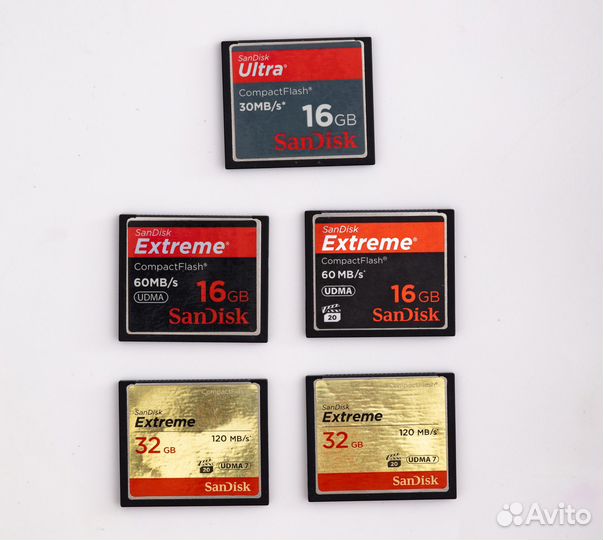 SanDisk
Ultra®
CompactFlash®
30MB/s*
16GB
SanDisk
SanDisk
Extreme®
CompactFlash®
60MB/s
UDMA
16GB
SanDisk
SanDisk
Extreme®
CompactFlash®
60MB/s*
UDMA
20
16GB
SanDisk
CompactFlash®
SanDisk
Extreme
32 GB
120 MB/s*
20
UDMA 7
SanDisk
CompactFlash®
SanDisk
Extreme
32 GB
120 MB/s*
20
UDMA 7
SanDisk
Avito